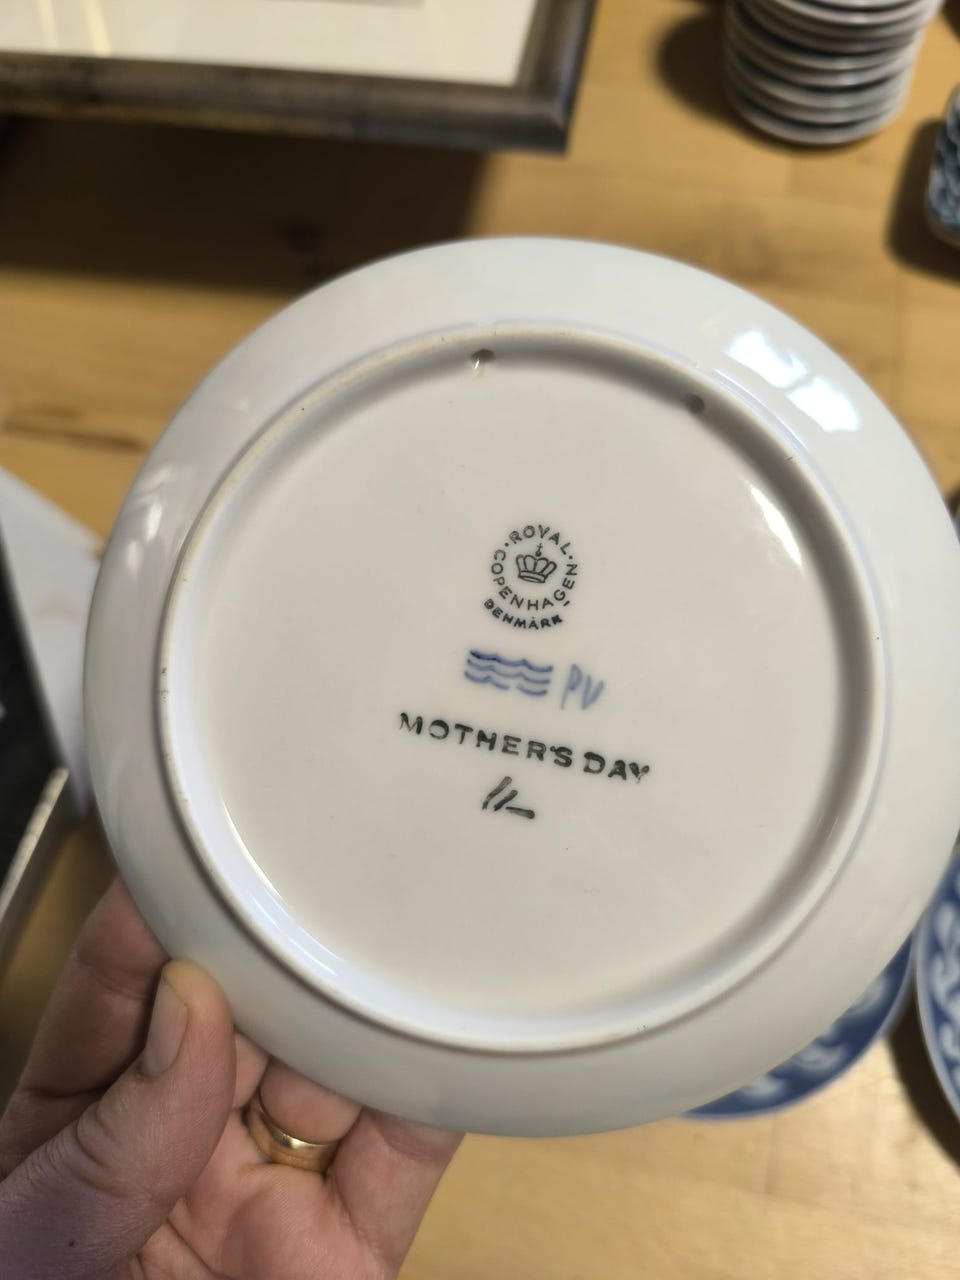 ROYAL
COPENHAGEN
DENMARK
PV
MOTHER'S DAY